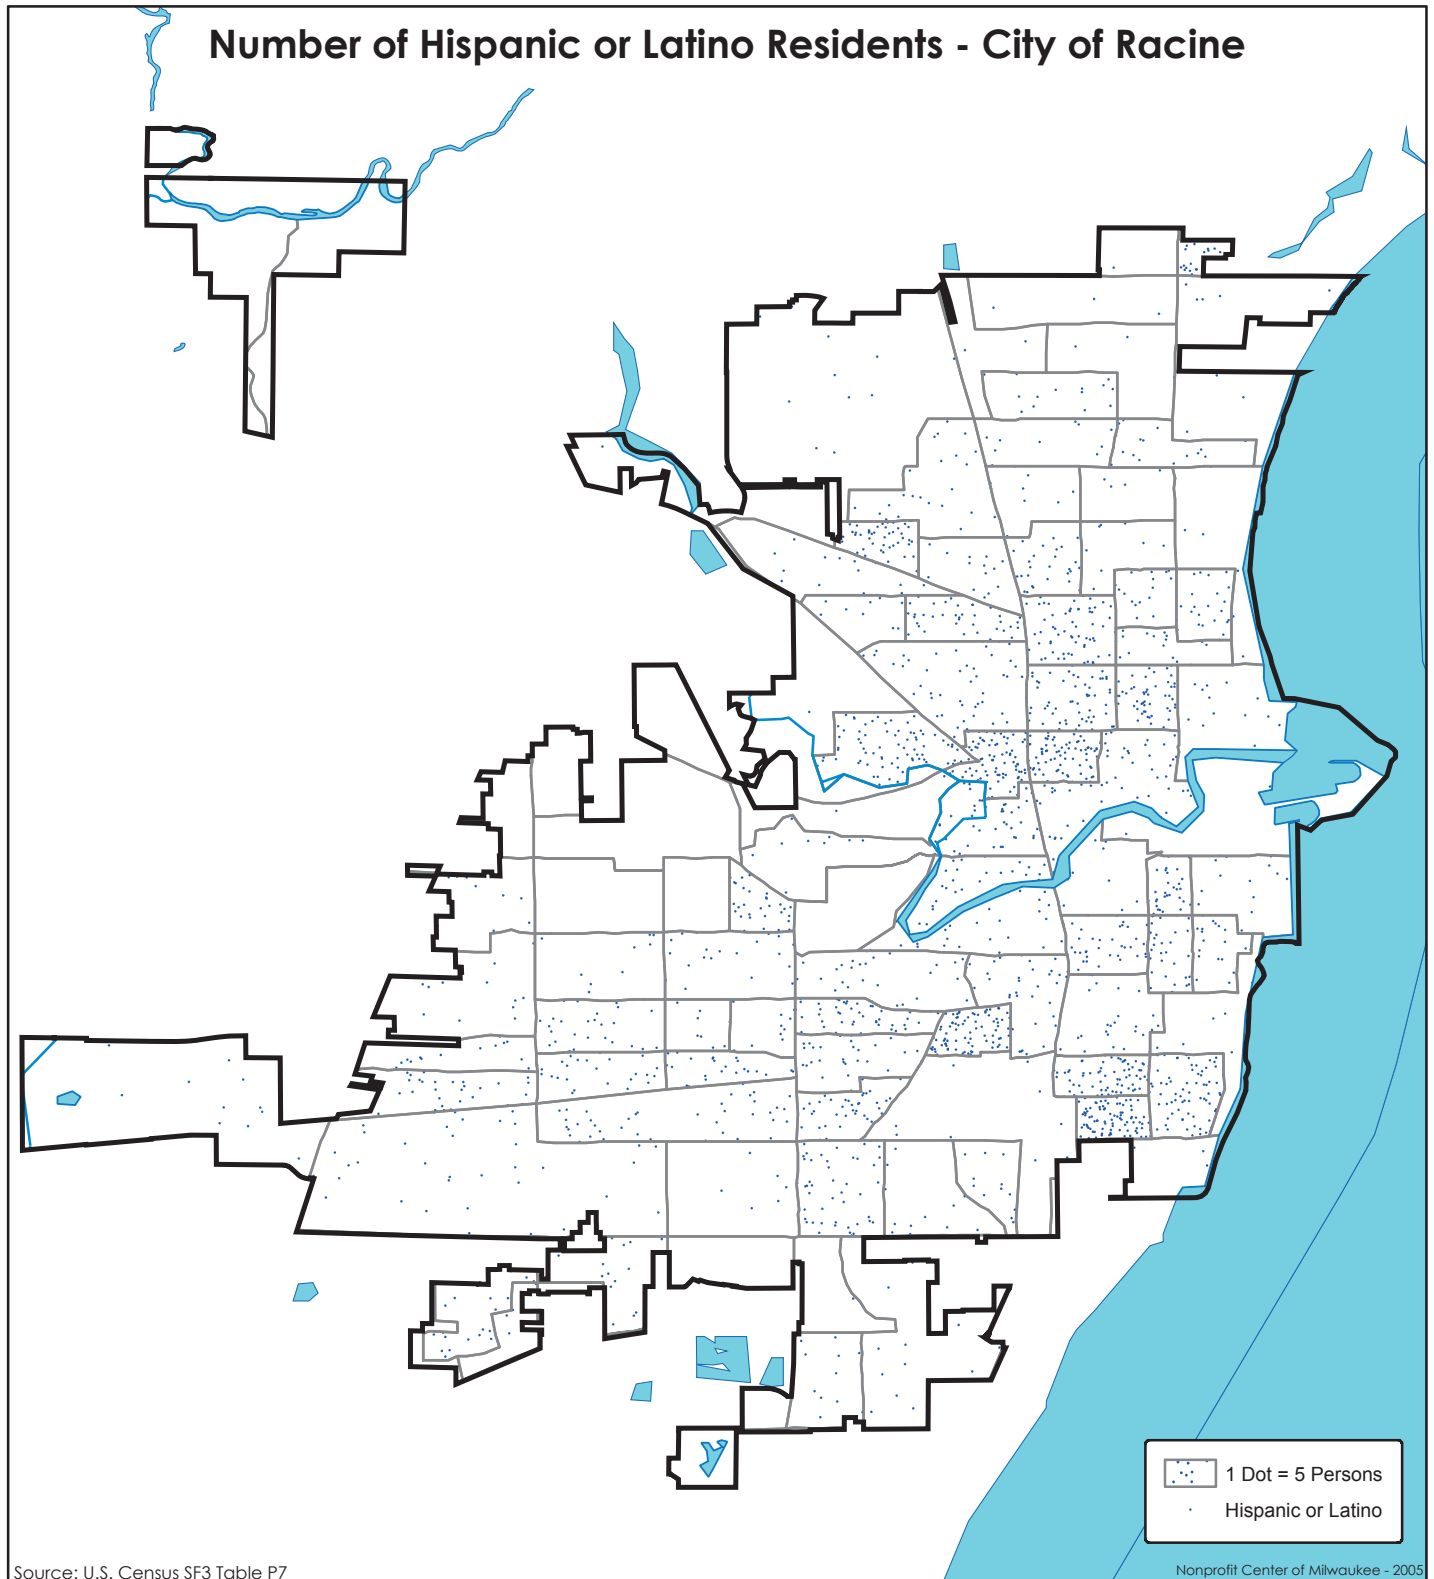 Number of Hispanic or Latino Residents - City of Racine
1 Dot = 5 Persons
Hispanic or Latino
Source: U.S. Census SF3 Table P7
Nonprofit Center of Milwaukee - 2005